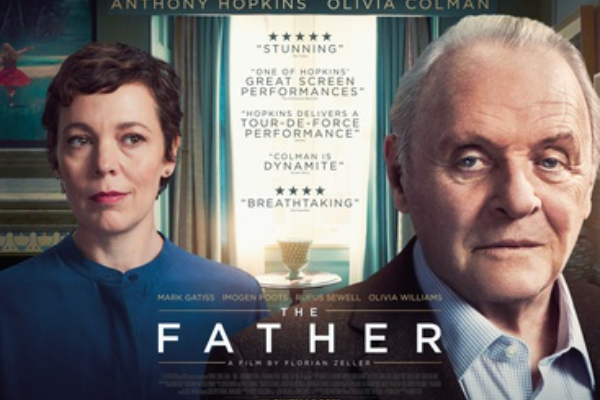 ANTHONY HOPKINS OLIVIA COLMAN
★★★★★
"STUNNING"
"ONE OF HOPKINS'
GREAT SCREEN
PERFORMANCES"
"HOPKINS DELIVERS A
TOUR-DE-FORCE
PERFORMANCE"
"COLMAN IS
DYNAMITE"
★★★★
"BREATHTAKING"
MARK GATISS IMOGEN POOTS RUFUS SEWELL OLIVIA WILLIAMS
THE
FATHER
A FILM BY FLORIAN ZELLER